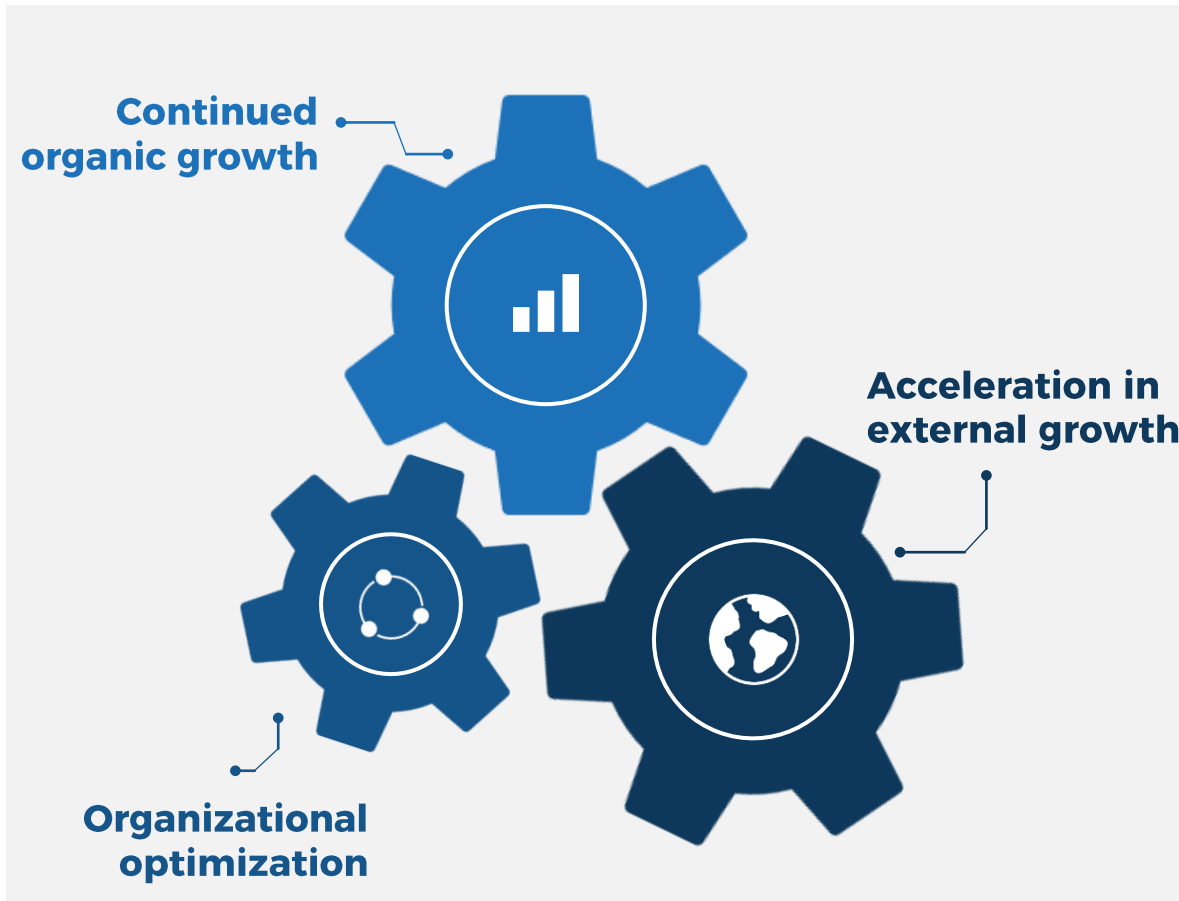 Continued
organic growth
Acceleration in
external growth
Organizational
optimization